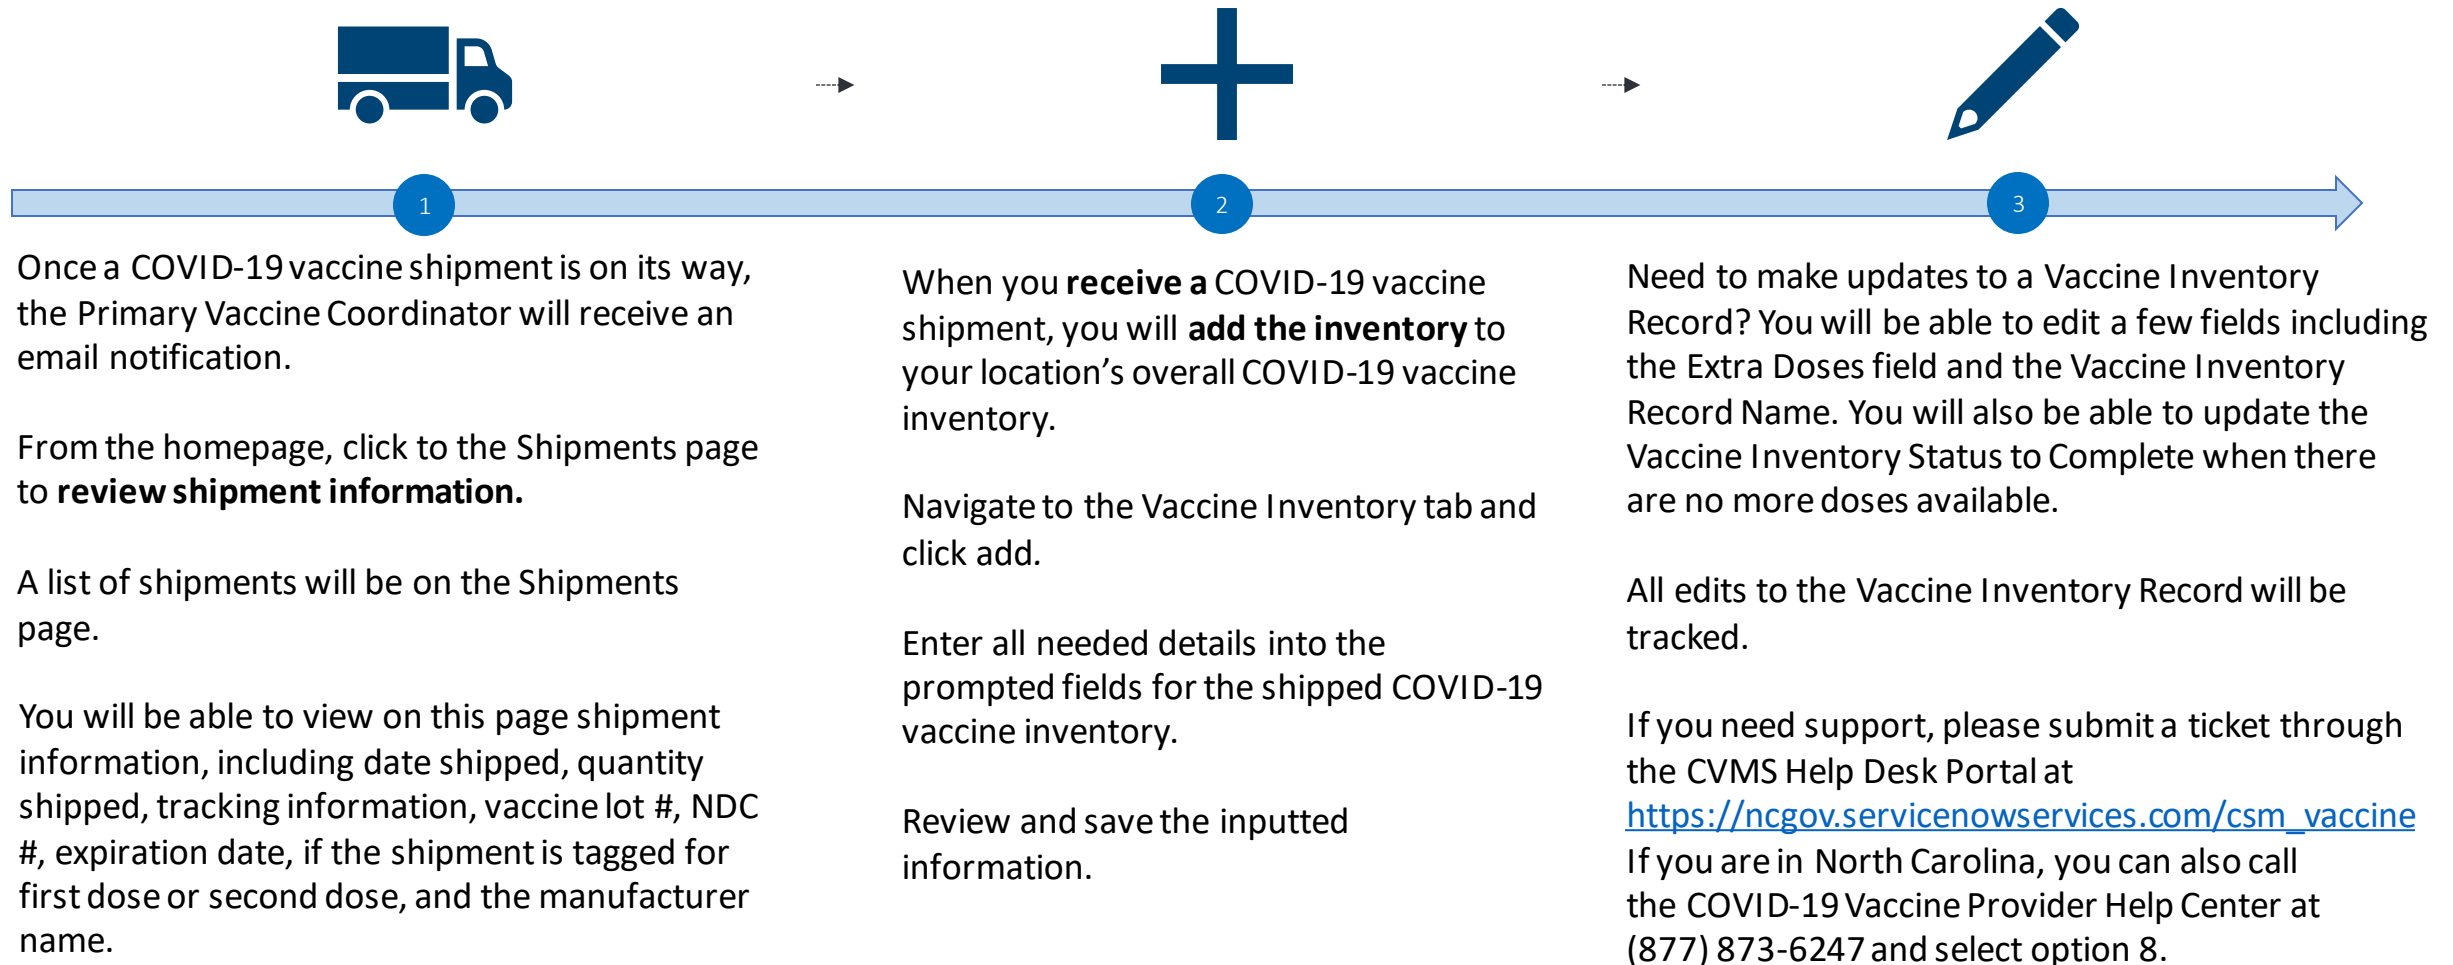 1
Once a COVID-19 vaccine shipment is on its way,
the Primary Vaccine Coordinator will receive an
email notification.
From the homepage, click to the Shipments page
to review shipment information.
A list of shipments will be on the Shipments
page.
You will be able to view on this page shipment
information, including date shipped, quantity
shipped, tracking information, vaccine lot #, NDC
#, expiration date, if the shipment is tagged for
first dose or second dose, and the manufacturer
name.
2
When you receive a COVID-19 vaccine
shipment, you will add the inventory to
your location’s overall COVID-19 vaccine
inventory.
Navigate to the Vaccine Inventory tab and
click add.
Enter all needed details into the
prompted fields for the shipped COVID-19
vaccine inventory.
Review and save the inputted
information.
3
Need to make updates to a Vaccine Inventory
Record? You will be able to edit a few fields including
the Extra Doses field and the Vaccine Inventory
Record Name. You will also be able to update the
Vaccine Inventory Status to Complete when there
are no more doses available.
All edits to the Vaccine Inventory Record will be
tracked.
If you need support, please submit a ticket through
the CVMS Help Desk Portal at
https://ncgov.servicenowservices.com/csm_vaccine
If you are in North Carolina, you can also call
the COVID-19 Vaccine Provider Help Center at
(877) 873-6247 and select option 8.